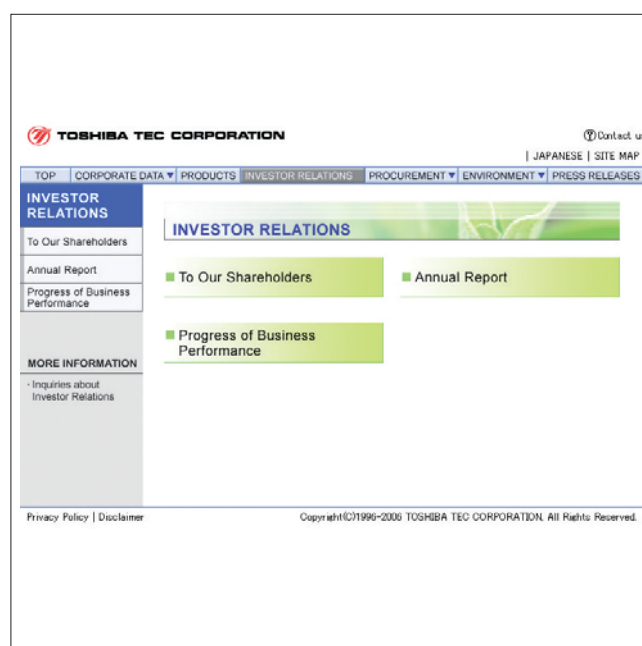 TOSHIBA TEC CORPORATION
Contact u
| JAPANESE | SITE MAP
TOP CORPORATE DATA ▼ PRODUCTS INVESTOR RELATIONS PROCUREMENT ▼ ENVIRONMENT ▼ PRESS RELEASES
INVESTOR
RELATIONS
To Our Shareholders
Annual Report
Progress of Business
Performance
MORE INFORMATION
· Inquiries about
Investor Relations
INVESTOR RELATIONS
To Our Shareholders
Annual Report
Progress of Business
Performance
Privacy Policy | Disclaimer
Copyright(C)1996-2006 TOSHIBA TEC CORPORATION, All Rights Reserved.